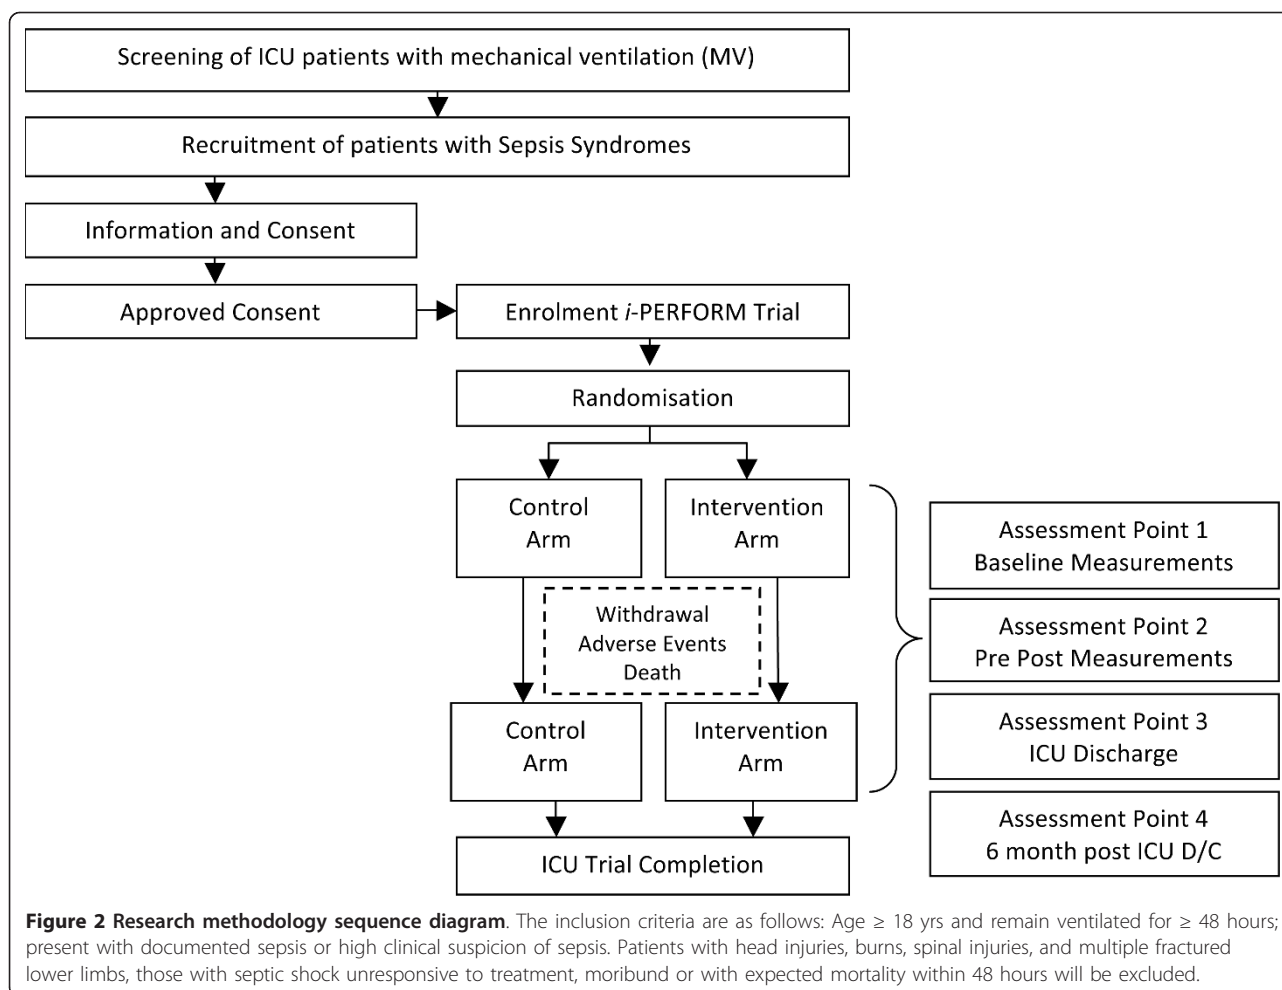 Screening of ICU patients with mechanical ventilation (MV)
Recruitment of patients with Sepsis Syndromes
Information and Consent
Approved Consent
Enrolment i-PERFORM Trial
Randomisation
Control
Arm
Intervention
Arm
Withdrawal
Adverse Events
Death
Control
Arm
Intervention
Arm
ICU Trial Completion
Assessment Point 1
Baseline Measurements
Assessment Point 2
Pre Post Measurements
Assessment Point 3
ICU Discharge
Assessment Point 4
6 month post ICU D/C
Figure 2 Research methodology sequence diagram. The inclusion criteria are as follows: Age ≥ 18 yrs and remain ventilated for ≥ 48 hours;
present with documented sepsis or high clinical suspicion of sepsis. Patients with head injuries, burns, spinal injuries, and multiple fractured
lower limbs, those with septic shock unresponsive to treatment, moribund or with expected mortality within 48 hours will be excluded.